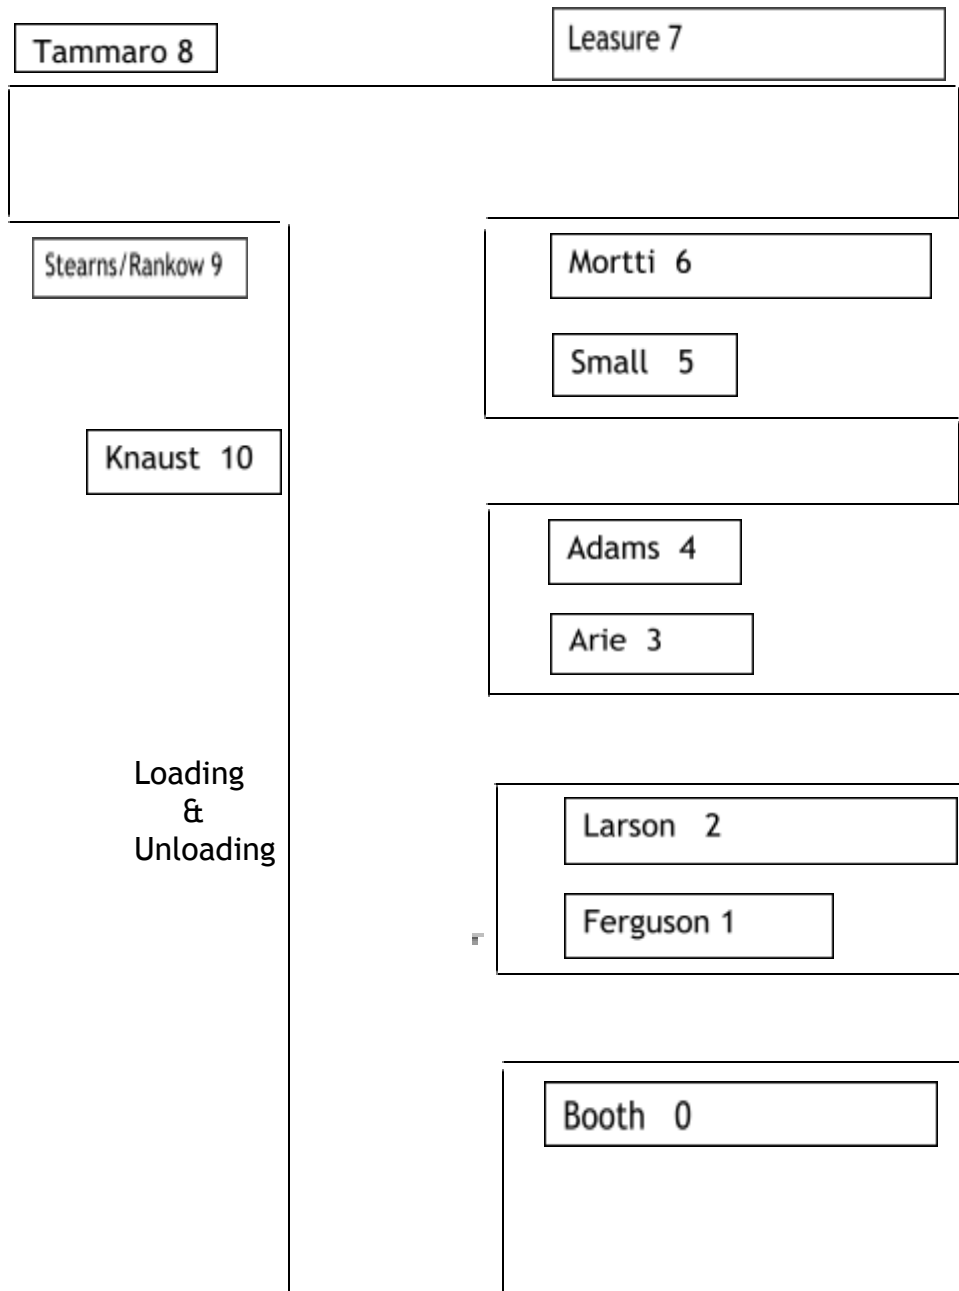 Tammaro 8
Leasure 7
Stearns/Rankow 9
Mortti 6
Small 5
Knaust 10
Adams 4
Arie 3
Loading
&
Unloading
Larson 2
Ferguson 1
Booth 0